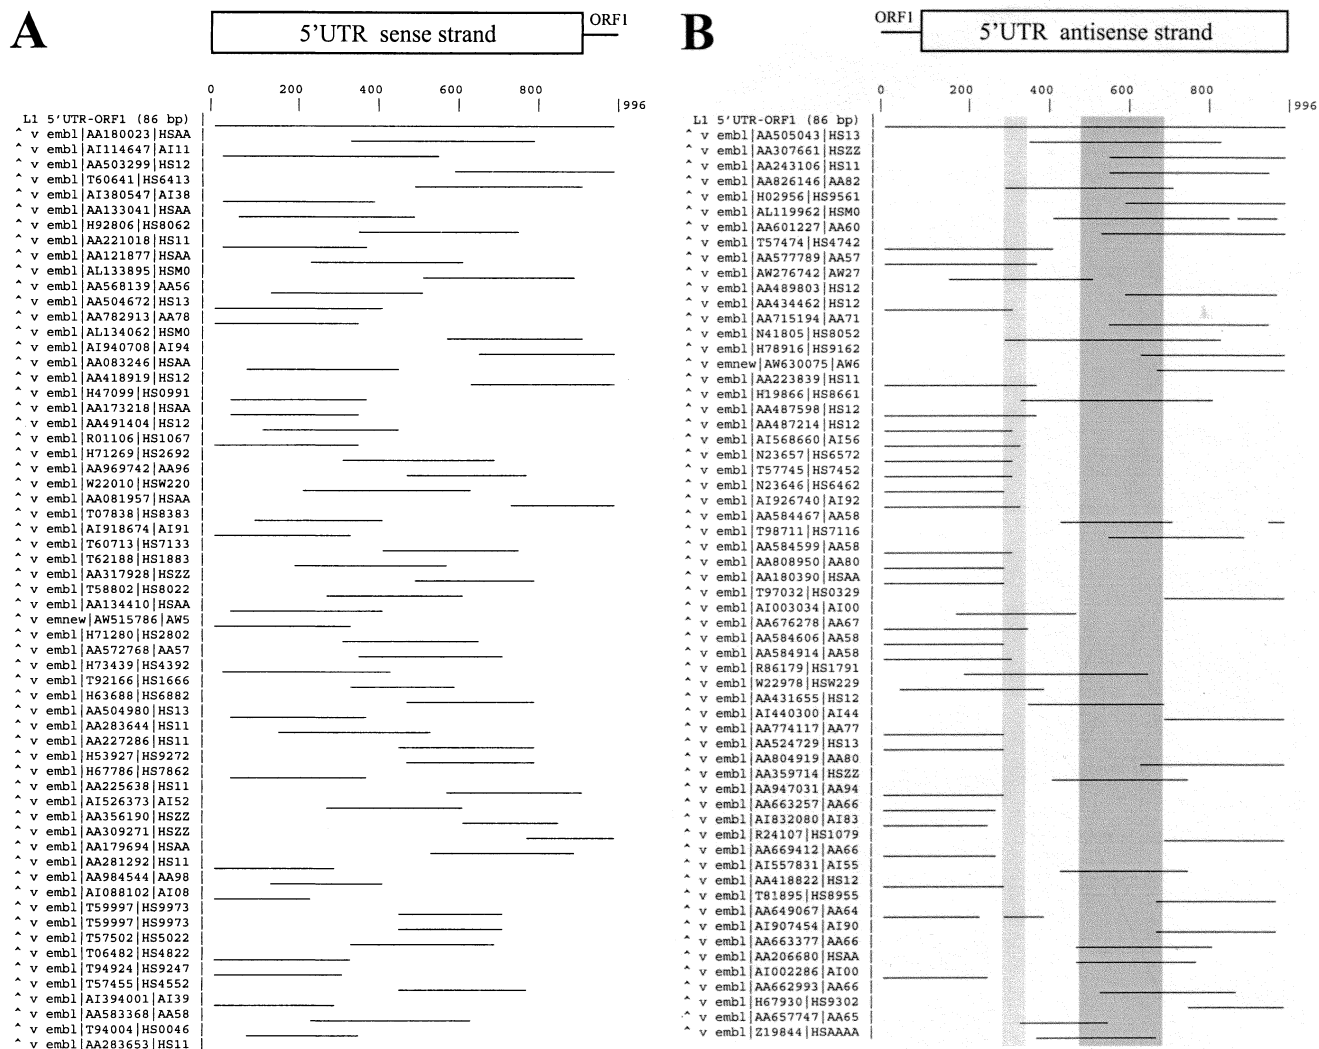 A
5'UTR sense strand
ORF1
0 200 400 600 800 996
L1 5'UTR-ORF1 (86 bp)
^ v embl|AA180023|HSAA
^ v embl|AI114647|AI11
^ v embl|AA503299|HS12
^ v embl|T60641|HS6413
^ v embl|AI380547|AI38
^ v embl|AA133041|HSAA
^ v embl|H92806|HS8062
^ v embl|AA221018|HS11
^ v embl|AA121877|HSAA
^ v embl|AL133895|HSM0
^ v embl|AA568139|AA56
^ v embl|AA504672|HS13
^ v embl|AA782913|AA78
^ v embl|AL134062|HSM0
^ v embl|AI940708|AI94
^ v embl|AA083246|HSAA
^ v embl|AA418919|HS12
^ v embl|H47099|HS0991
^ v embl|AA173218|HSAA
^ v embl|AA491404|HS12
^ v embl|R01106|HS1067
^ v embl|H71269|HS2692
^ v embl|AA969742|AA96
^ v embl|W22010|HSW220
^ v embl|AA081957|HSAA
^ v embl|T07838|HS8383
^ v embl|AI918674|AI91
^ v embl|T60713|HS7133
^ v embl|T62188|HS1883
^ v embl|AA317928|HSZZ
^ v embl|T58802|HS8022
^ v embl|AA134410|HSAA
^ v emnew|AW515786|AW5
^ v embl|H71280|HS2802
^ v embl|AA572768|AA57
^ v embl|H73439|HS4392
^ v embl|T92166|HS1666
^ v embl|H63688|HS6882
^ v embl|AA504980|HS13
^ v embl|AA283644|HS11
^ v embl|AA227286|HS11
^ v embl|H53927|HS9272
^ v embl|H67786|HS7862
^ v embl|AA225638|HS11
^ v embl|AI526373|AI52
^ v embl|AA356190|HSZZ
^ v embl|AA309271|HSZZ
^ v embl|AA179694|HSAA
^ v embl|AA281292|HS11
^ v embl|AA984544|AA98
^ v embl|AI088102|AI08
^ v embl|T59997|HS9973
^ v embl|T59997|HS9973
^ v embl|T57502|HS5022
^ v embl|T06482|HS4822
^ v embl|T94924|HS9247
^ v embl|T57455|HS4552
^ v embl|AI394001|AI39
^ v embl|AA583368|AA58
^ v embl|T94004|HS0046
^ v embl|AA283653|HS11
B
ORF1
5'UTR antisense strand
0 200 400 600 800 996
L1 5'UTR-ORF1 (86 bp)
^ v embl|AA505043|HS13
^ v embl|AA307661|HSZZ
^ v embl|AA243106|HS11
^ v embl|AA826146|AA82
^ v embl|H02956|HS9561
^ v embl|AL119962|HSM0
^ v embl|AA601227|AA60
^ v embl|T57474|HS4742
^ v embl|AA577789|AA57
^ v embl|AW276742|AW27
^ v embl|AA489803|HS12
^ v embl|AA434462|HS12
^ v embl|AA715194|AA71
^ v embl|N41805|HS8052
^ v embl|H78916|HS9162
^ v emnew|AW630075|AW6
^ v embl|AA223839|HS11
^ v embl|H19866|HS8661
^ v embl|AA487598|HS12
^ v embl|AA487214|HS12
^ v embl|AI568660|AI56
^ v embl|N23657|HS6572
^ v embl|T57745|HS7452
^ v embl|N23646|HS6462
^ v embl|AI926740|AI92
^ v embl|AA584467|AA58
^ v embl|T98711|HS7116
^ v embl|AA584599|AA58
^ v embl|AA808950|AA80
^ v embl|AA180390|HSAA
^ v embl|T97032|HS0329
^ v embl|AI003034|AI00
^ v embl|AA676278|AA67
^ v embl|AA584606|AA58
^ v embl|AA584914|AA58
^ v embl|R86179|HS1791
^ v embl|W22978|HSW229
^ v embl|AA431655|HS12
^ v embl|AI440300|AI44
^ v embl|AA774117|AA77
^ v embl|AA524729|HS13
^ v embl|AA804919|AA80
^ v embl|AA359714|HSZZ
^ v embl|AA947031|AA94
^ v embl|AA663257|AA66
^ v embl|AI832080|AI83
^ v embl|R24107|HS1079
^ v embl|AA669412|AA66
^ v embl|AI557831|AI55
^ v embl|AA418822|HS12
^ v embl|T81895|HS8955
^ v embl|AA649067|AA64
^ v embl|AI907454|AI90
^ v embl|AA663377|AA66
^ v embl|AA206680|HSAA
^ v embl|AI002286|AI00
^ v embl|AA662993|AA66
^ v embl|H67930|HS9302
^ v embl|AA657747|AA65
^ v embl|Z19844|HSAAAA